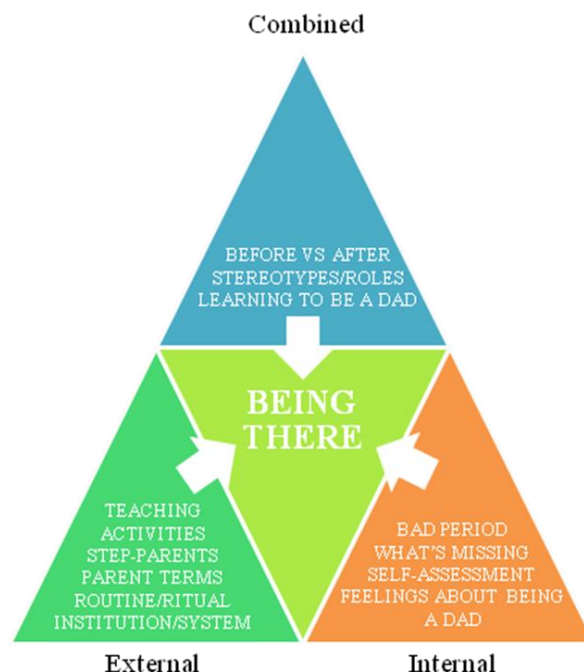 Combined
BEFORE VS AFTER
STEREOTYPES/ROLES
LEARNING TO BE A DAD
BEING
THERE
TEACHING
ACTIVITIES
STEP-PARENTS
PARENT TERMS
ROUTINE/RITUAL
INSTITUTION/SYSTEM
BAD PERIOD
WHAT'S MISSING
SELF-ASSESSMENT
FEELINGS ABOUT BEING
A DAD
External
Internal